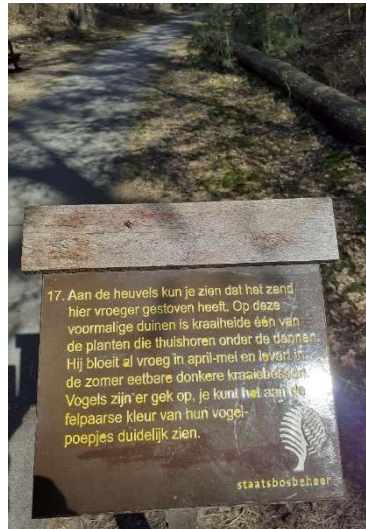 17. Aan de heuvels kun je zien dat het zand
hier vroeger gestoven heeft. Op deze
voormalige duinen is kraaiheide één van
de planten die thuishoren onder de dennen.
Hij bloeit al vroeg in april-mei en levert in
de zomer eetbare donkere kraaibessen.
Vogels zijn er gek op, je kunt het aan de
felpaarse kleur van hun vogel-
poepjes duidelijk zien.
staatsbosbeheer